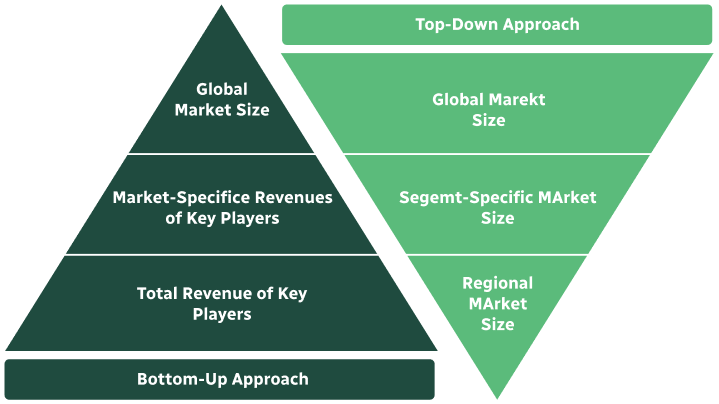 Global
Market Size
Market-Specifice Revenues
of Key Players
Total Revenue of Key
Players
Bottom-Up Approach
Top-Down Approach
Global Marekt
Size
Segemt-Specific MArket
Size
Regional
MArket
Size